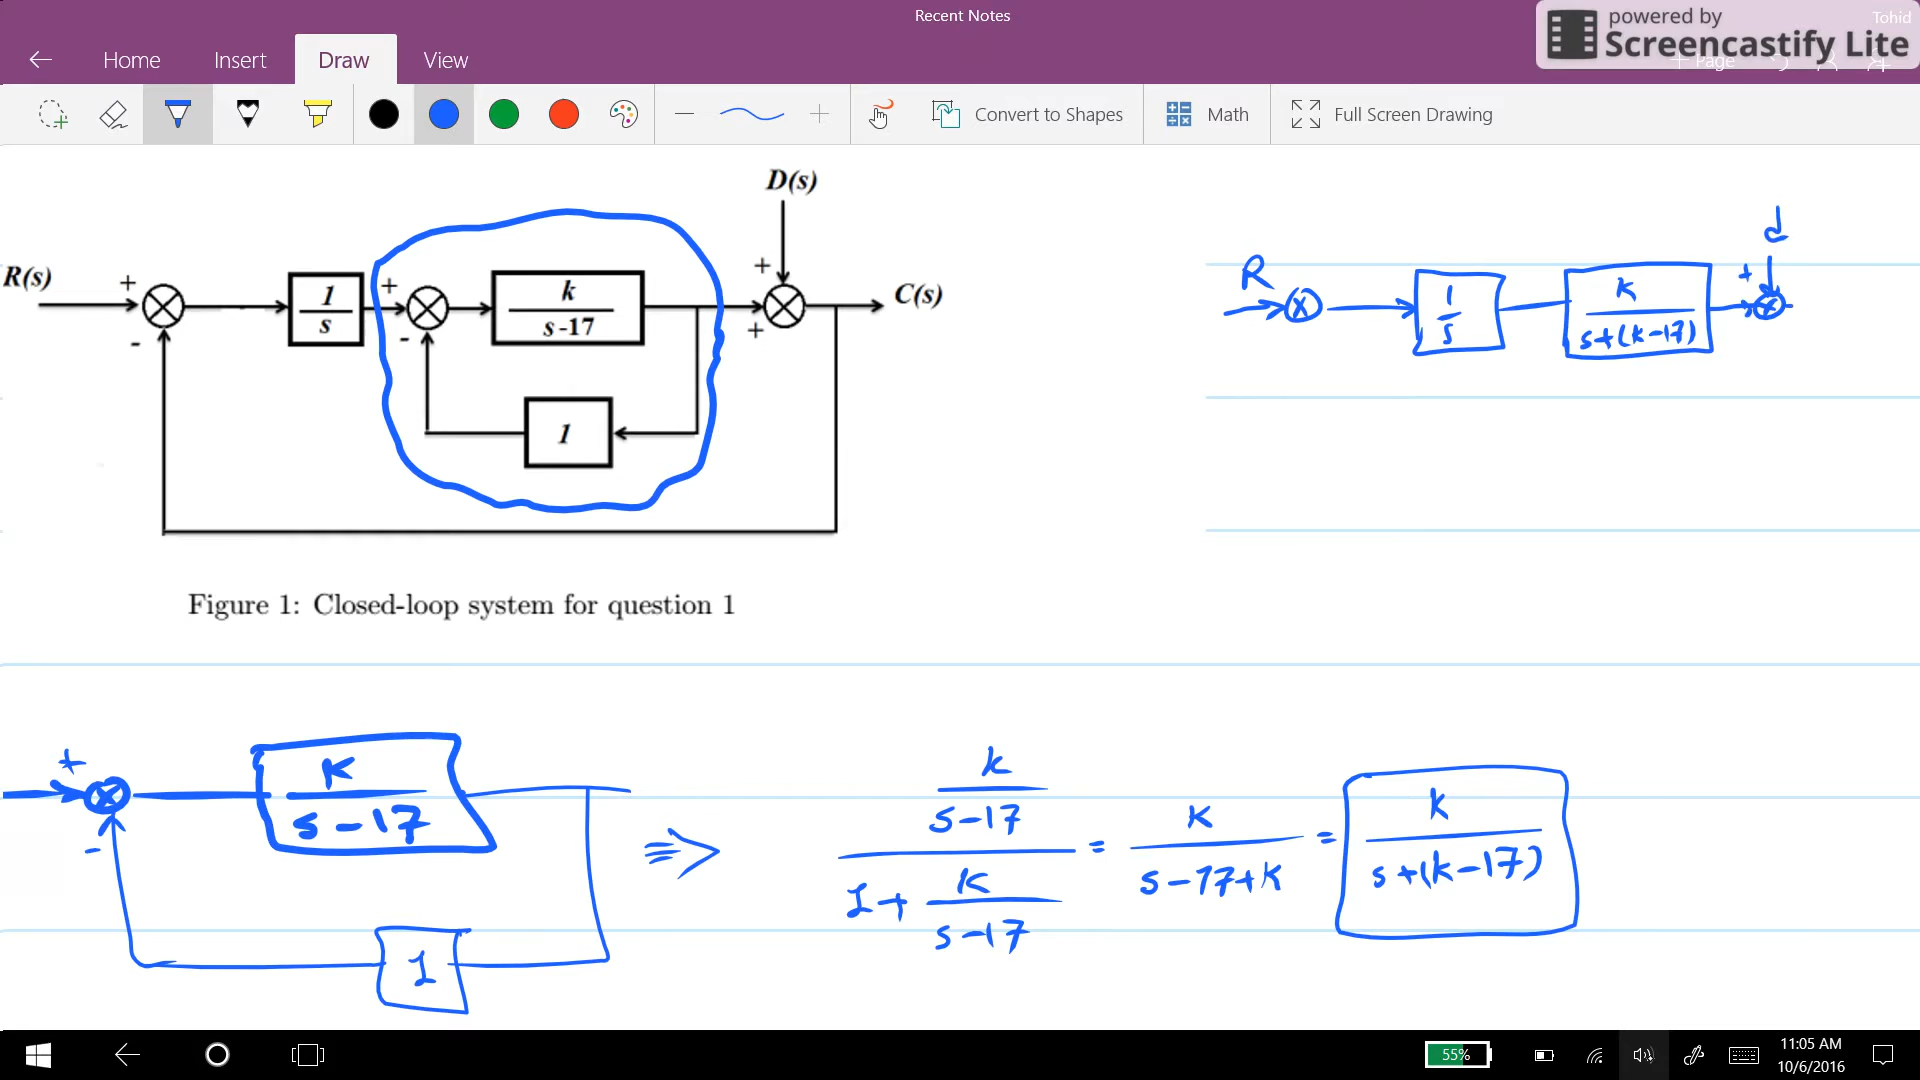 Recent Notes
powered by
Screencastify Lite
Tohid
Page
Home Insert Draw View
Convert to Shapes Math Full Screen Drawing
D(s)
R(s) + - 1/s + - k/(s-17) + + C(s)
1
Figure 1: Closed-loop system for question 1
d
R 1/s k/(s+(k-17)) +
+ - K/(s-17)
1
(k/(s-17))/(1+k/(s-17)) = K/(s-17+K) = k/(s+(k-17))
55%
11:05 AM
10/6/2016